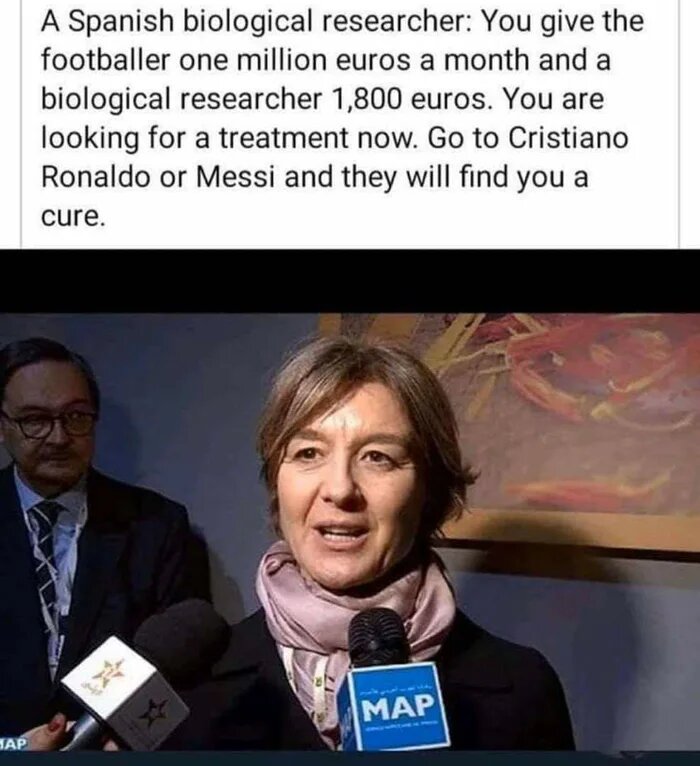 A Spanish biological researcher: You give the
footballer one million euros a month and a
biological researcher 1,800 euros. You are
looking for a treatment now. Go to Cristiano
Ronaldo or Messi and they will find you a
cure.
MAP
MAP